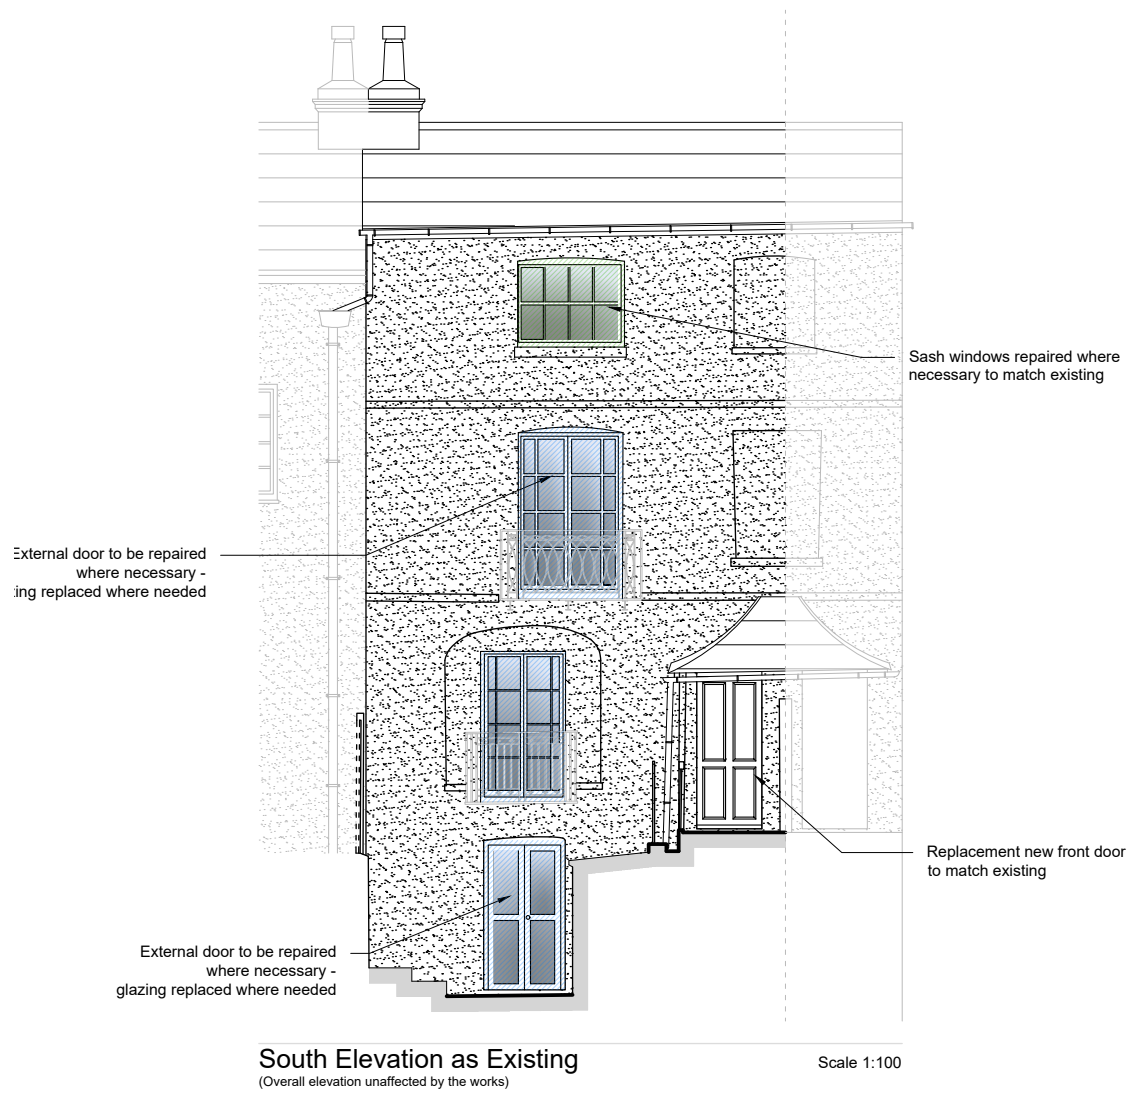 Sash windows repaired where
necessary to match existing
External door to be repaired
where necessary -
replaced where needed
Replacement new front door
to match existing
External door to be repaired
where necessary -
glazing replaced where needed
South Elevation as Existing
Scale 1:100
(Overall elevation unaffected by the works)